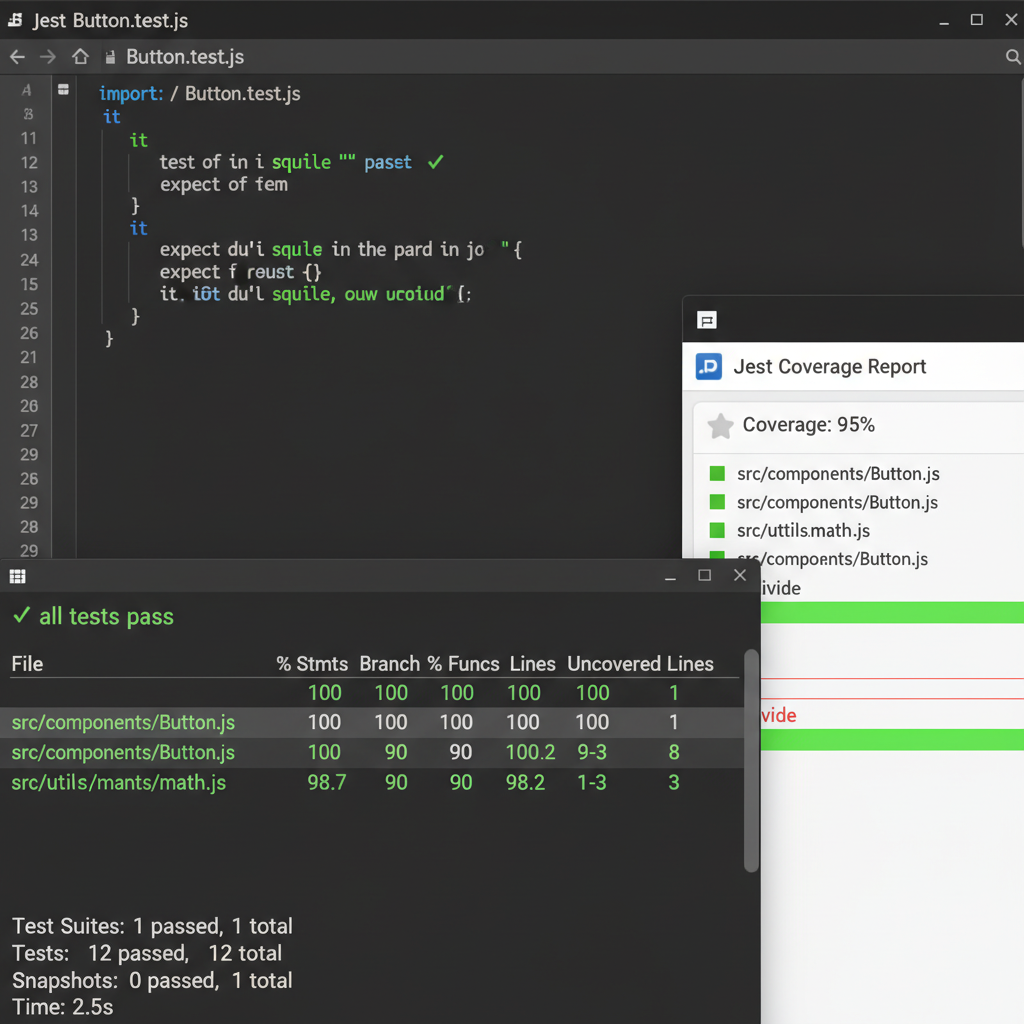 Jest Button.test.js
Button.test.js
A
B
11
12
13
14
13
24
15
25
26
21
28
26
27
29
26
29
28
29
import: / Button.test.js
it
it
test of in i squile "" passt ✓
expect of fem
}
it
expect du'i squle in the pard in jo "{
expect f reust {}
it. du'l squile, ouw {;
}
}
Jest Coverage Report
Coverage: 95%
src/components/Button.js
src/components/Button.js
src/uttils.math.js
src/components/Button.js
ivide
vide
✓ all tests pass
File % Stmts Branch % Funcs Lines Uncovered Lines
100 100 100 100 100 1
src/components/Button.js 100 100 100 100 100 1
src/components/Button.js 100 90 90 100.2 9-3 8
src/utils/mants/math.js 98.7 90 90 98.2 1-3 3
Test Suites: 1 passed, 1 total
Tests: 12 passed, 12 total
Snapshots: 0 passed, 1 total
Time: 2.5s